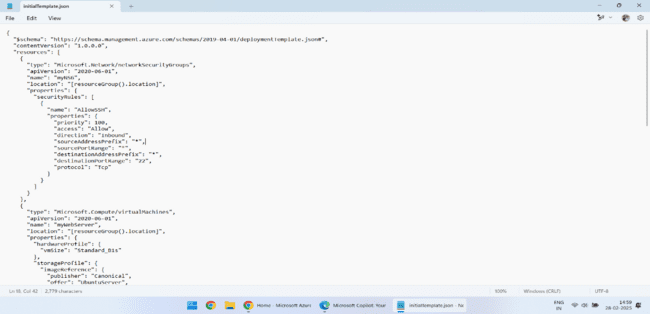 initialTemplate.json
File Edit View
{
"$schema": "https://schema.management.azure.com/schemas/2019-04-01/deploymentTemplate.json#",
"contentVersion": "1.0.0.0",
"resources": [
{
"type": "Microsoft.Network/networkSecurityGroups",
"apiVersion": "2020-06-01",
"name": "myNSG",
"location": "[resourceGroup().location]",
"properties": {
"securityRules": [
{
"name": "AllowSSH",
"properties": {
"priority": 100,
"access": "Allow",
"direction": "Inbound",
"sourceAddressPrefix": "*",
"sourcePortRange": "*",
"destinationAddressPrefix": "*",
"destinationPortRange": "22",
"protocol": "Tcp"
}
}
]
}
},
{
"type": "Microsoft.Compute/virtualMachines",
"apiVersion": "2020-06-01",
"name": "myWebServer",
"location": "[resourceGroup().location]",
"properties": {
"hardwareProfile": {
"vmSize": "Standard_B1s"
},
"storageProfile": {
"imageReference": {
"publisher": "Canonical",
"offer": "UbuntuServer",
Ln 18, Col 42 2,779 characters 100% Windows (CRLF) UTF-8
Home - Microsoft Azur Microsoft Copilot: Your initialTemplate.json - No
ENG
IN
14:59
28-02-2025